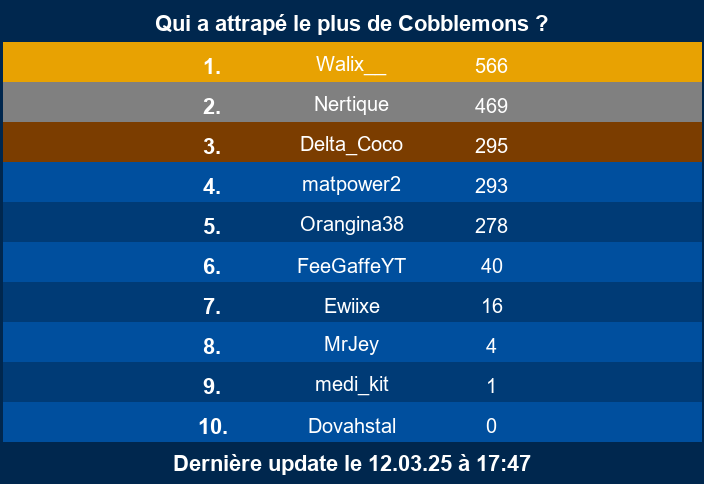 Qui a attrapé le plus de Cobblemons ?
1. Walix__ 566
2. Nertique 469
3. Delta_Coco 295
4. matpower2 293
5. Orangina38 278
6. FeeGaffeYT 40
7. Ewiixe 16
8. MrJey 4
9. medi_kit 1
10. Dovahstal 0
Dernière update le 12.03.25 à 17:47